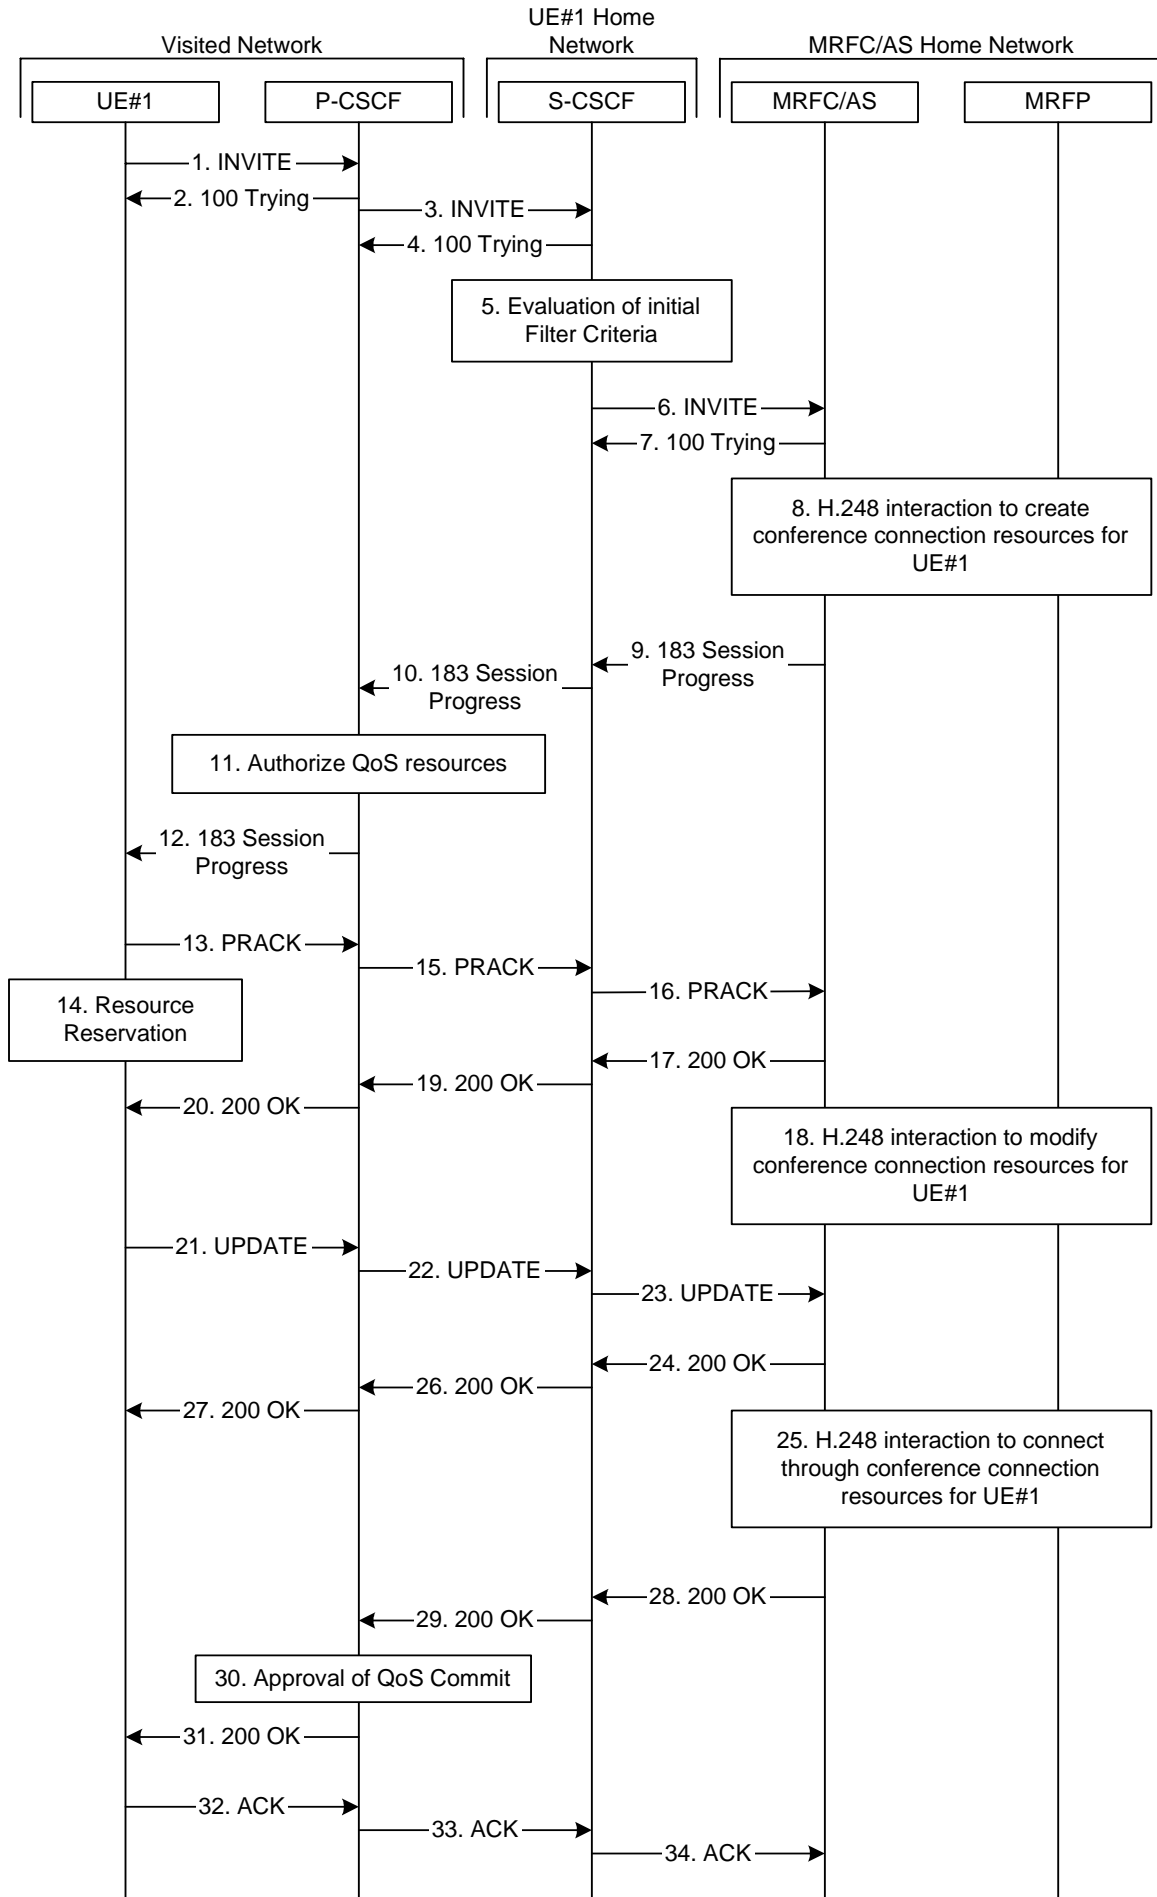 UE#1 Home
Network
Visited Network
MRFC/AS Home Network
UE#1
P-CSCF
S-CSCF
MRFC/AS
MRFP
1. INVITE
2. 100 Trying
3. INVITE
4. 100 Trying
5. Evaluation of initial
Filter Criteria
6. INVITE
7. 100 Trying
8. H.248 interaction to create
conference connection resources for
UE#1
9. 183 Session
Progress
10. 183 Session
Progress
11. Authorize QoS resources
12. 183 Session
Progress
13. PRACK
15. PRACK
14. Resource
Reservation
16. PRACK
17. 200 OK
19. 200 OK
20. 200 OK
18. H.248 interaction to modify
conference connection resources for
UE#1
21. UPDATE
22. UPDATE
23. UPDATE
24. 200 OK
26. 200 OK
27. 200 OK
25. H.248 interaction to connect
through conference connection
resources for UE#1
28. 200 OK
29. 200 OK
30. Approval of QoS Commit
31. 200 OK
32. ACK
33. ACK
34. ACK